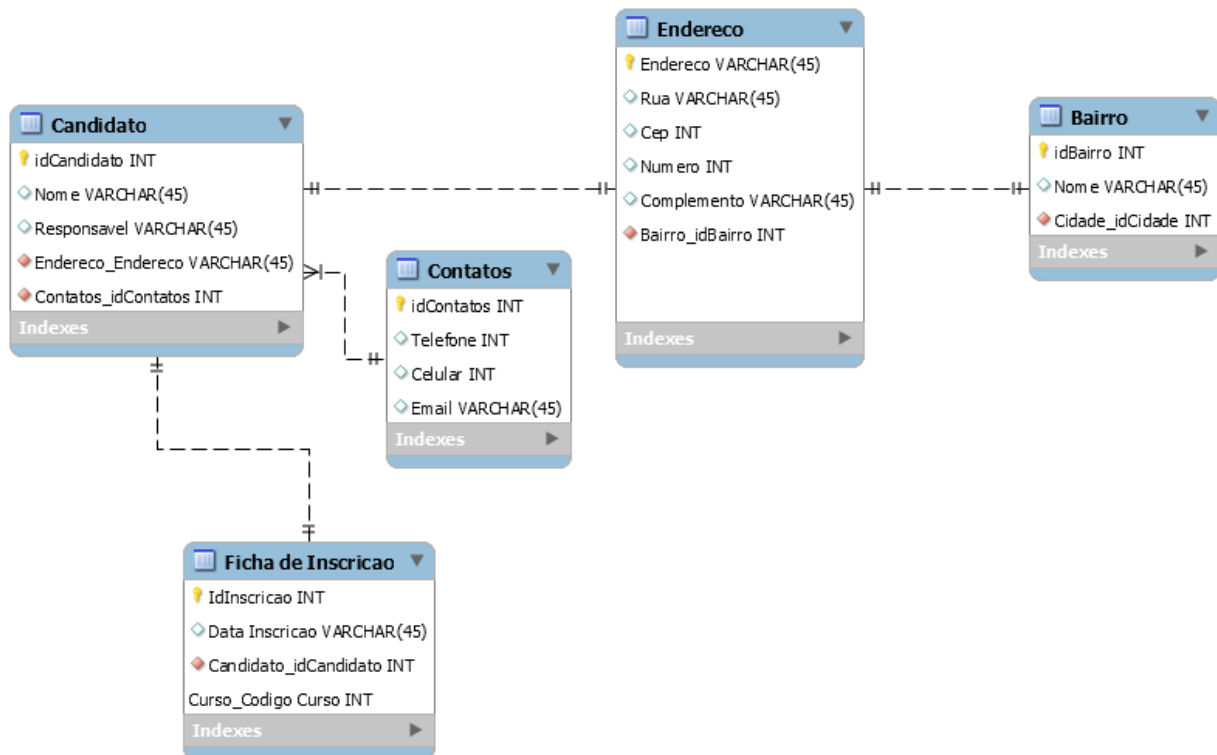 Candidato
idCandidato INT
Nome VARCHAR(45)
Responsavel VARCHAR(45)
Endereco_Endereco VARCHAR(45)
Contatos_idContatos INT
Indexes
Endereco
Endereco VARCHAR(45)
Rua VARCHAR(45)
Cep INT
Numero INT
Complemento VARCHAR(45)
Bairro_idBairro INT
Indexes
Bairro
idBairro INT
Nome VARCHAR(45)
Cidade_idCidade INT
Indexes
Contatos
idContatos INT
Telefone INT
Celular INT
Email VARCHAR(45)
Indexes
Ficha de Inscricao
IdInscricao INT
Data Inscricao VARCHAR(45)
Candidato_idCandidato INT
Curso_Codigo Curso INT
Indexes